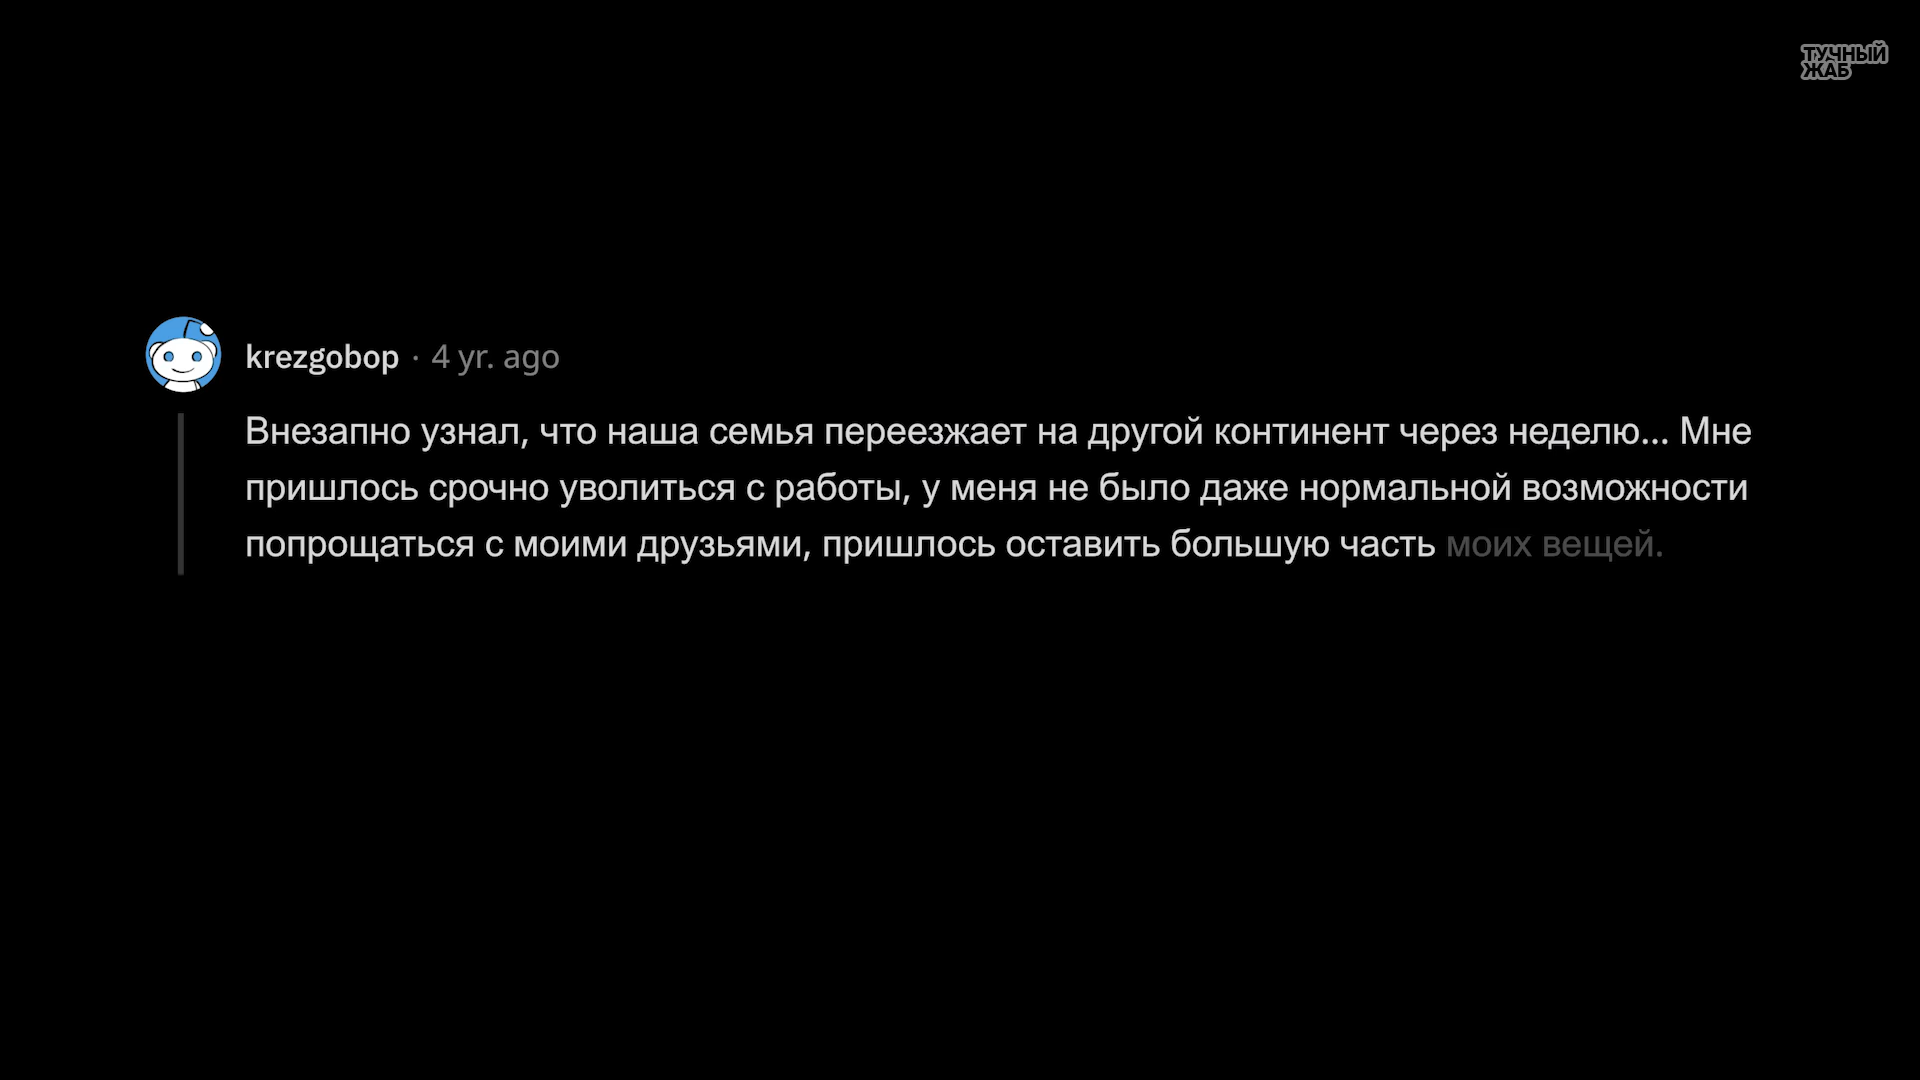 ТУЧНЫЙ
ЖАБ
krezgobop · 4 yr. ago
Внезапно узнал, что наша семья переезжает на другой континент через неделю... Мне
пришлось срочно уволиться с работы, у меня не было даже нормальной возможности
попрощаться с моими друзьями, пришлось оставить большую часть моих вещей.